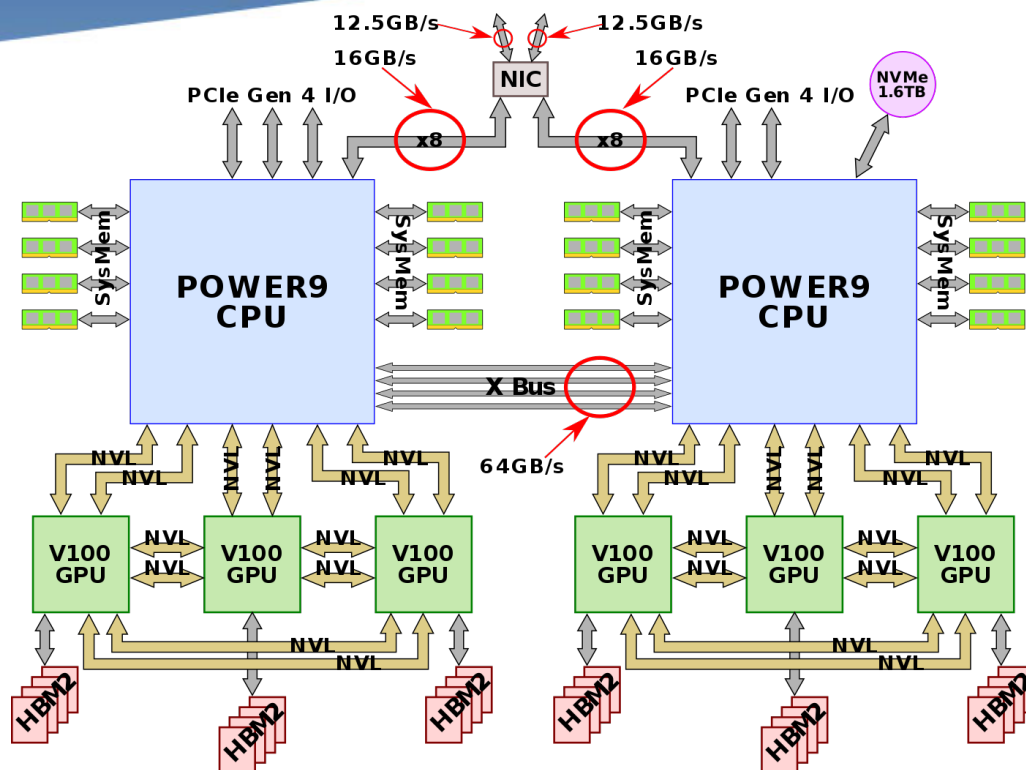 12.5GB/s
12.5GB/s
16GB/s
16GB/s
NIC
NVMe
1.6TB
PCIe Gen 4 I/O
PCIe Gen 4 I/O
x8
x8
SysMem
SysMem
SysMem
SysMem
POWER9
CPU
POWER9
CPU
X Bus
64GB/s
NVL
NVL
NVL
NVL
NVL
NVL
NVL
NVL
NVL
NVL
NVL
NVL
V100
GPU
NVL
NVL
V100
GPU
NVL
NVL
V100
GPU
V100
GPU
NVL
NVL
V100
GPU
NVL
NVL
V100
GPU
NVL
NVL
NVL
NVL
HBM2
HBM2
HBM2
HBM2
HBM2
HBM2